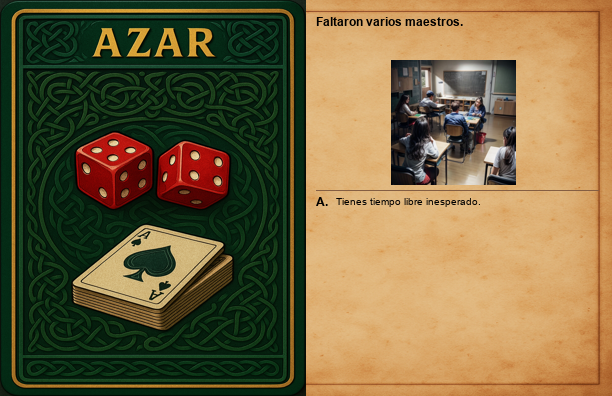 AZAR
A
A
Faltaron varios maestros.
A. Tienes tiempo libre inesperado.